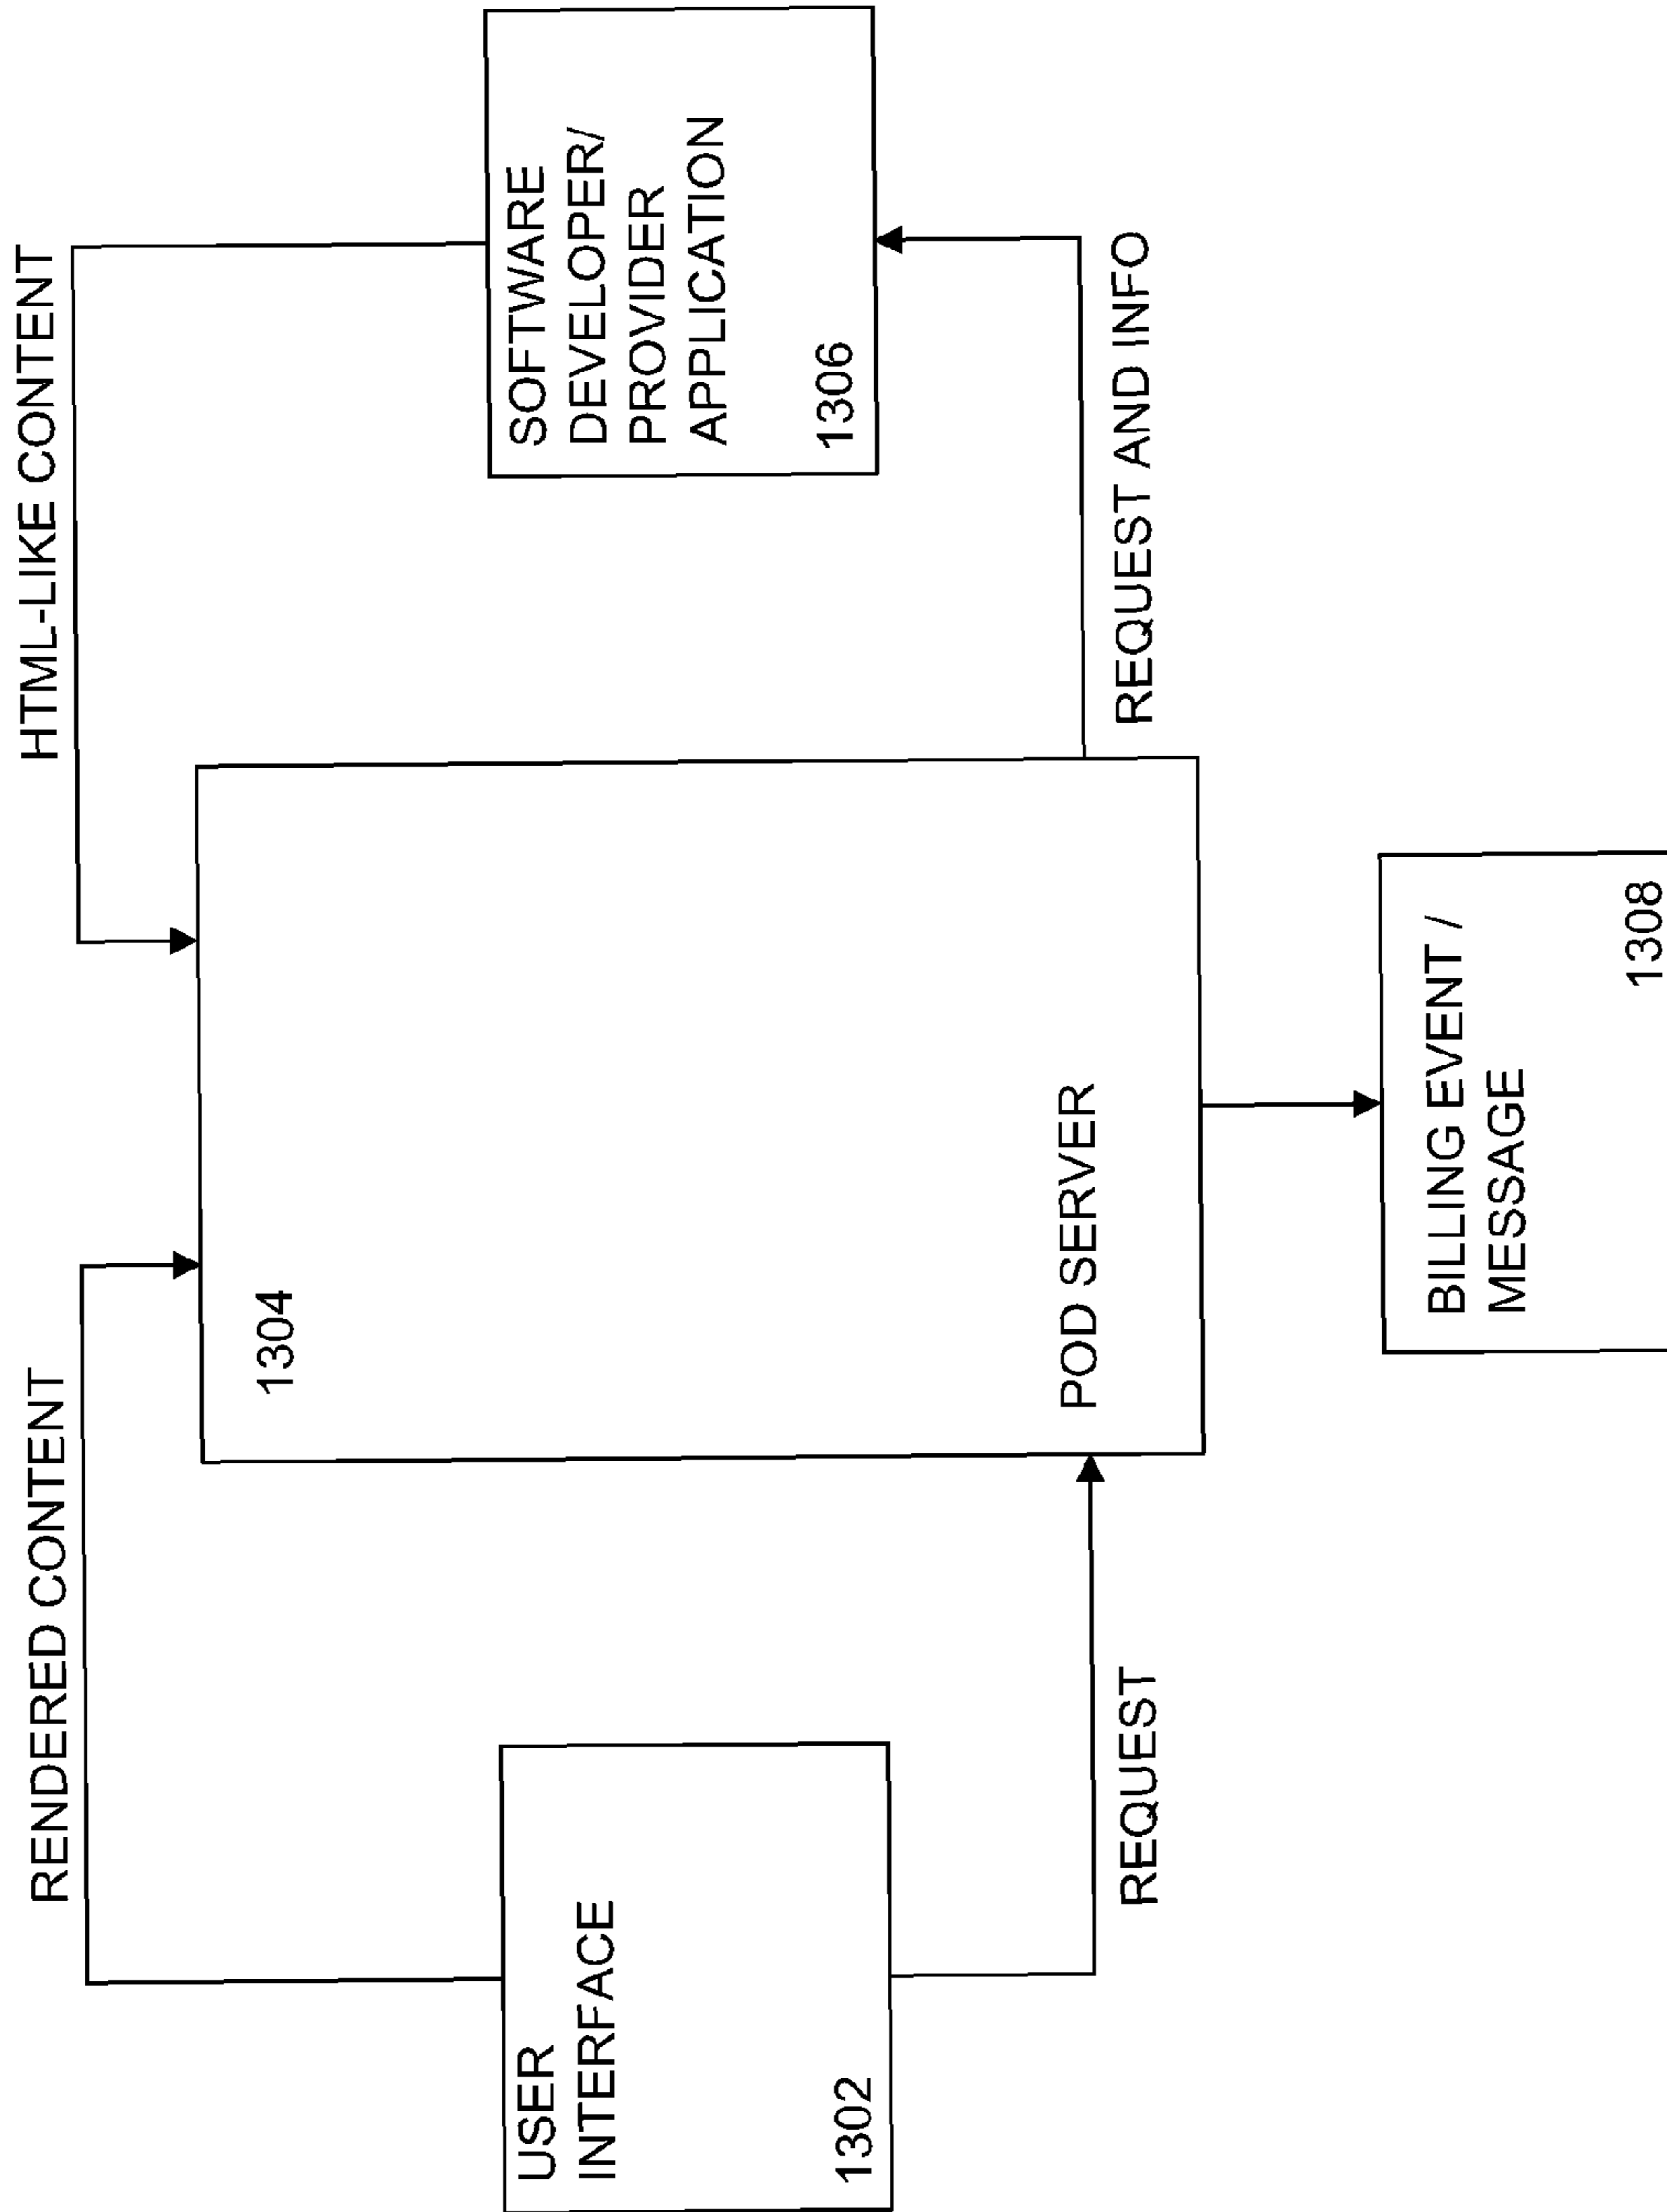 RENDERED CONTENT
HTML-LIKE CONTENT
1304
USER
INTERFACE
1302
SOFTWARE
DEVELOPER/
PROVIDER
APPLICATION
1306
POD SERVER
REQUEST
REQUEST AND INFO
BILLING EVENT /
MESSAGE
1308